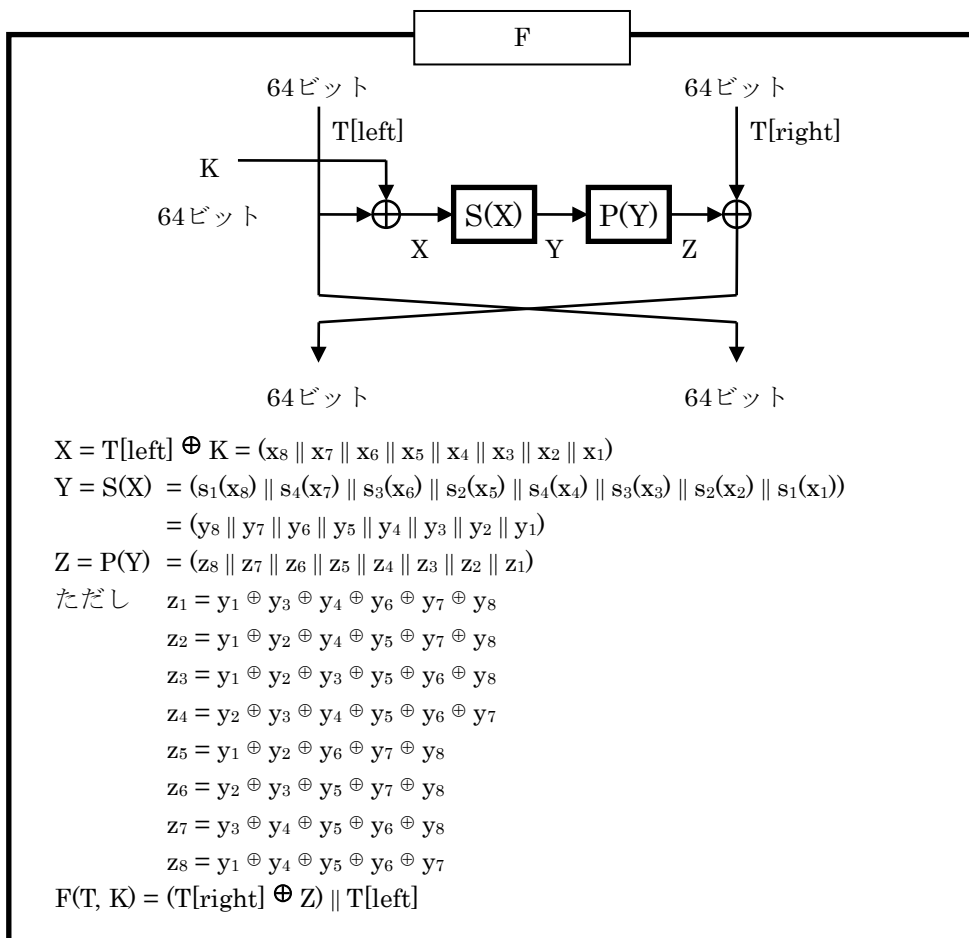 F
64ビット 64ビット
T[left] T[right]
K
64ビット S(X) P(Y)
X Y Z
64ビット 64ビット
X = T[left] ⊕ K = (x₈ ∥ x₇ ∥ x₆ ∥ x₅ ∥ x₄ ∥ x₃ ∥ x₂ ∥ x₁)
Y = S(X) = (s₁(x₈) ∥ s₄(x₇) ∥ s₃(x₆) ∥ s₂(x₅) ∥ s₄(x₄) ∥ s₃(x₃) ∥ s₂(x₂) ∥ s₁(x₁))
= (y₈ ∥ y₇ ∥ y₆ ∥ y₅ ∥ y₄ ∥ y₃ ∥ y₂ ∥ y₁)
Z = P(Y) = (z₈ ∥ z₇ ∥ z₆ ∥ z₅ ∥ z₄ ∥ z₃ ∥ z₂ ∥ z₁)
ただし z₁ = y₁ ⊕ y₃ ⊕ y₄ ⊕ y₆ ⊕ y₇ ⊕ y₈
z₂ = y₁ ⊕ y₂ ⊕ y₄ ⊕ y₅ ⊕ y₇ ⊕ y₈
z₃ = y₁ ⊕ y₂ ⊕ y₃ ⊕ y₅ ⊕ y₆ ⊕ y₈
z₄ = y₂ ⊕ y₃ ⊕ y₄ ⊕ y₅ ⊕ y₆ ⊕ y₇
z₅ = y₁ ⊕ y₂ ⊕ y₆ ⊕ y₇ ⊕ y₈
z₆ = y₂ ⊕ y₃ ⊕ y₅ ⊕ y₇ ⊕ y₈
z₇ = y₃ ⊕ y₄ ⊕ y₅ ⊕ y₆ ⊕ y₈
z₈ = y₁ ⊕ y₄ ⊕ y₅ ⊕ y₆ ⊕ y₇
F(T, K) = (T[right] ⊕ Z) ∥ T[left]